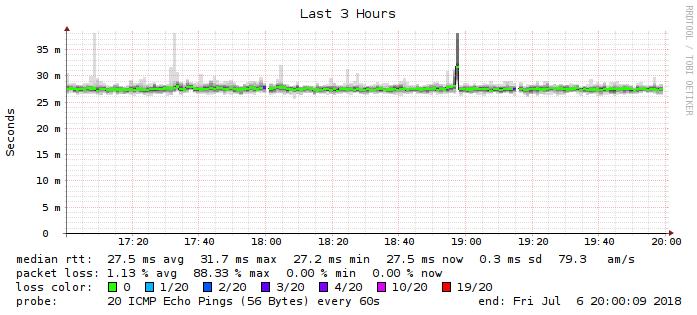 Last 3 Hours
RRDTOOL / TOBI OETIKER
Seconds
35 m
30 m
25 m
20 m
15 m
10 m
5 m
0
17:20 17:40 18:00 18:20 18:40 19:00 19:20 19:40 20:00
median rtt: 27.5 ms avg 31.7 ms max 27.2 ms min 27.5 ms now 0.3 ms sd 79.3 am/s
packet loss: 1.13 % avg 88.33 % max 0.00 % min 0.00 % now
loss color: 0 1/20 2/20 3/20 4/20 10/20 19/20
probe: 20 ICMP Echo Pings (56 Bytes) every 60s end: Fri Jul 6 20:00:09 2018